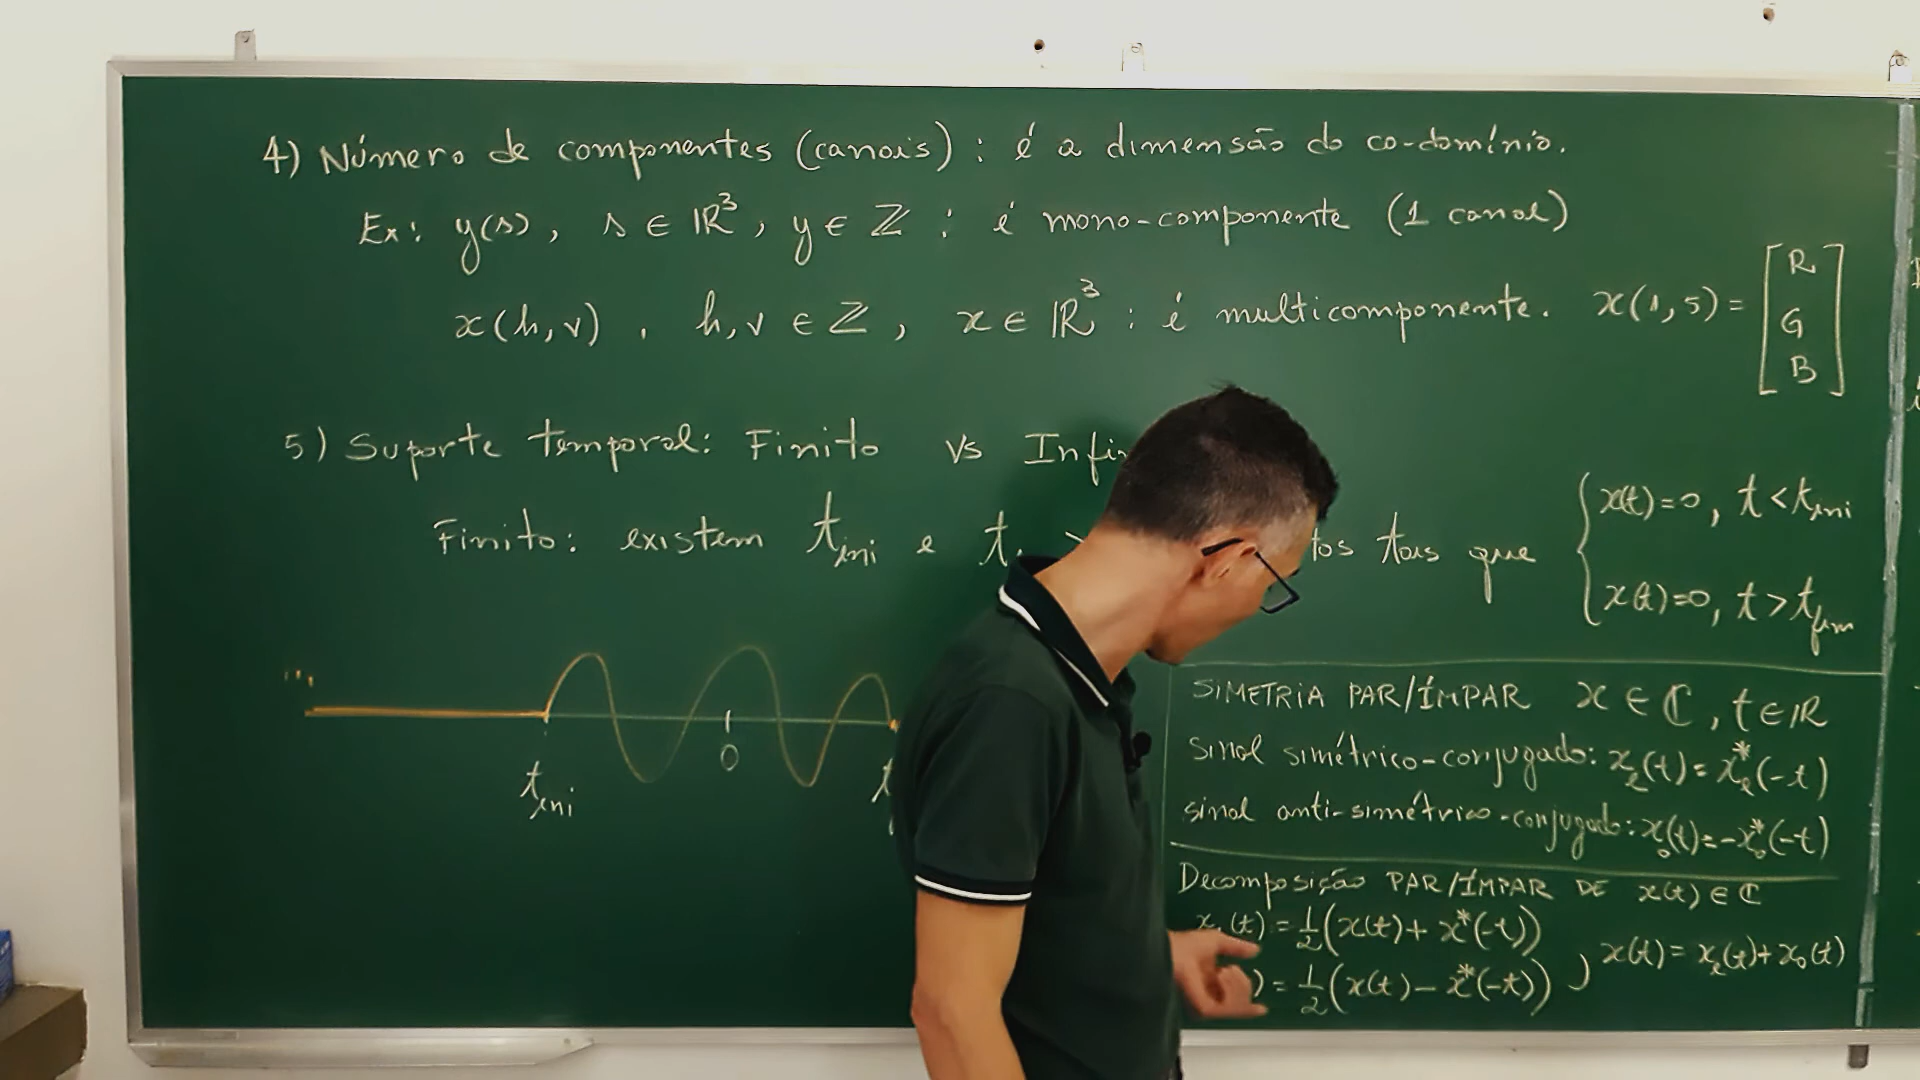 4) Número de componentes (canais) : é a dimensão do co-domínio.
Ex: y(s), s ∈ ℝ³, y ∈ ℤ : é mono-componente (1 canal)
x(h,v), h,v ∈ ℤ, x ∈ ℝ³ : é multicomponente. x(1,5) = [R G B]
5) Suporte temporal: Finito vs
Finito: existem t_ini e tais que { x(t)=0, t<t_ini
x(t)=0, t>t_fim
0
t_ini
SIMETRIA PAR/ÍMPAR x ∈ ℂ, t ∈ ℝ
sinal simétrico-conjugado: x_e(t) = x_e*(-t)
sinal anti-simétrico-conjugado: x_o(t) = -x_o*(-t)
Decomposição PAR/ÍMPAR DE x(t) ∈ ℂ
(t) = 1/2 (x(t) + x*(-t))
) = 1/2 (x(t) - x*(-t))
x(t) = x_e(t) + x_o(t)